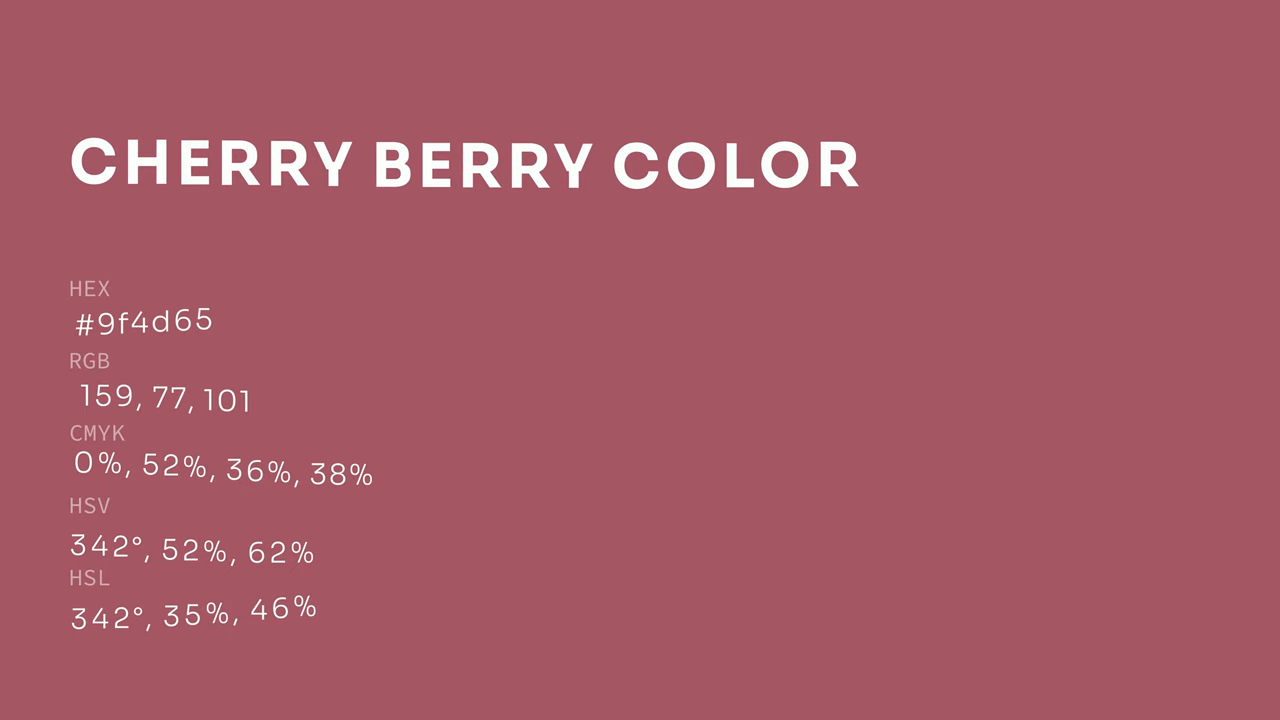 CHERRY BERRY COLOR
HEX
#9f4d65
RGB
159, 77, 101
CMYK
0%, 52%, 36%, 38%
HSV
342°, 52%, 62%
HSL
342°, 35%, 46%